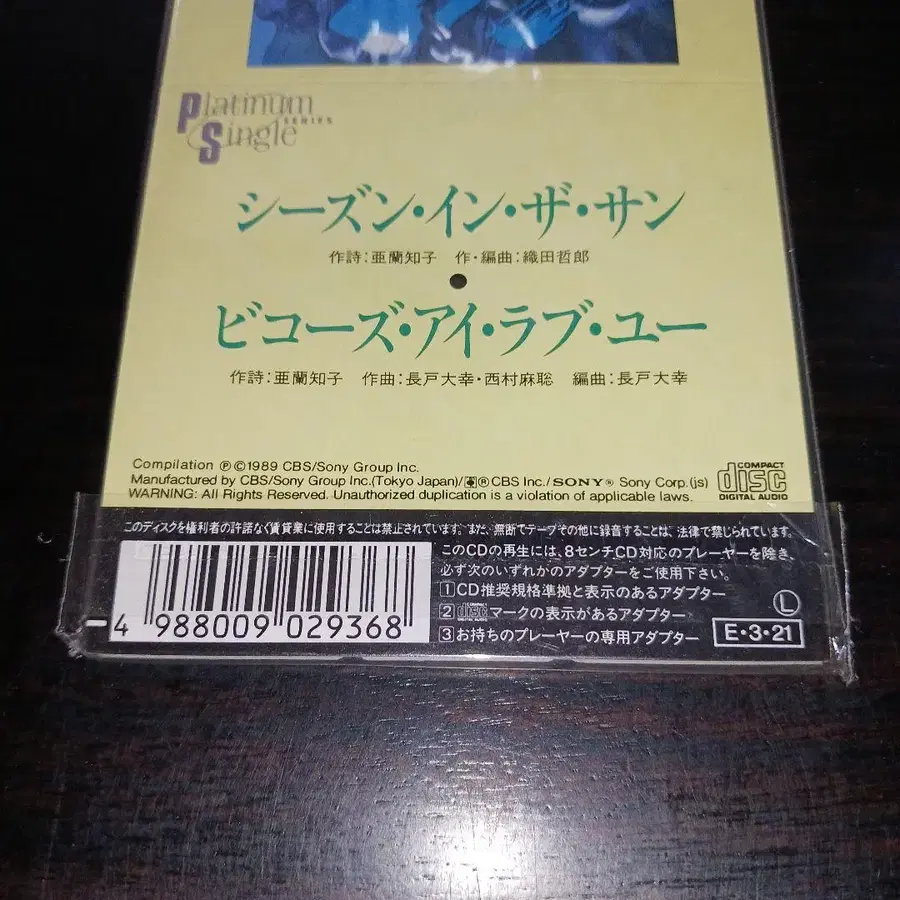 Platinum
SERIES
Single
シーズン・イン・ザ・サン
作詩：亜蘭知子 作・編曲：織田哲郎
ビコーズ・アイ・ラブ・ユー
作詩：亜蘭知子 作曲：長戸大幸・西村麻聡 編曲：長戸大幸
Compilation Ⓟ©1989 CBS/Sony Group Inc.
Manufactured by CBS/Sony Group Inc.(Tokyo Japan)/®CBS Inc./SONY® Sony Corp.(js)
WARNING: All Rights Reserved. Unauthorized duplication is a violation of applicable laws.
COMPACT
disc
DIGITAL AUDIO
このディスクを権利者の許諾なく賃貸業に使用することは禁止されています。また、無断でテープその他に録音することは、法律で禁じられています。
このCDの再生には、8センチCD対応のプレーヤーを除き、
必ず次のいずれかのアダプターをご使用下さい。
1 CD推奨規格準拠と表示のあるアダプター
2 disc マークの表示があるアダプター
3 お持ちのプレーヤーの専用アダプター
Ⓛ
E・3・21
4 988009 029368